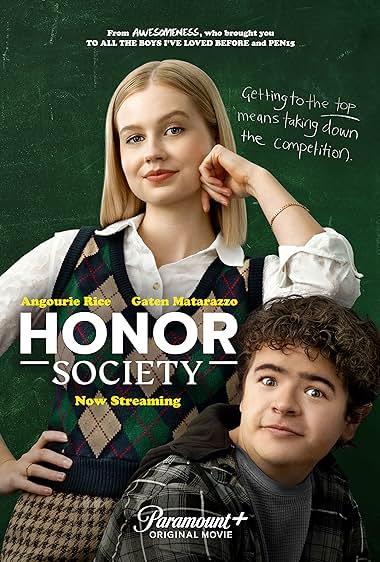 From AWESOMENESS, who brought you
TO ALL THE BOYS I'VE LOVED BEFORE and PEN15
GETTiNG to the top
means taking down
the competition.
Angourie Rice Gaten Matarazzo
HONOR
SOCIETY
Now Streaming
Paramount+
ORIGINAL MOVIE